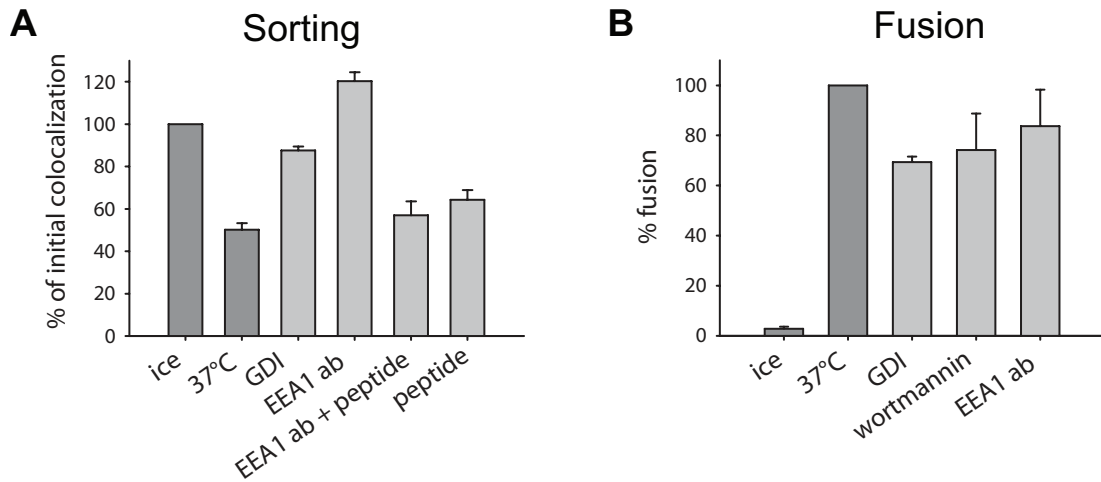 A
Sorting
% of initial colocalization
120
100
80
60
40
20
0
ice
37°C
GDI
EEA1 ab
EEA1 ab + peptide
peptide
B
Fusion
% fusion
100
80
60
40
20
0
ice
37°C
GDI
wortmannin
EEA1 ab